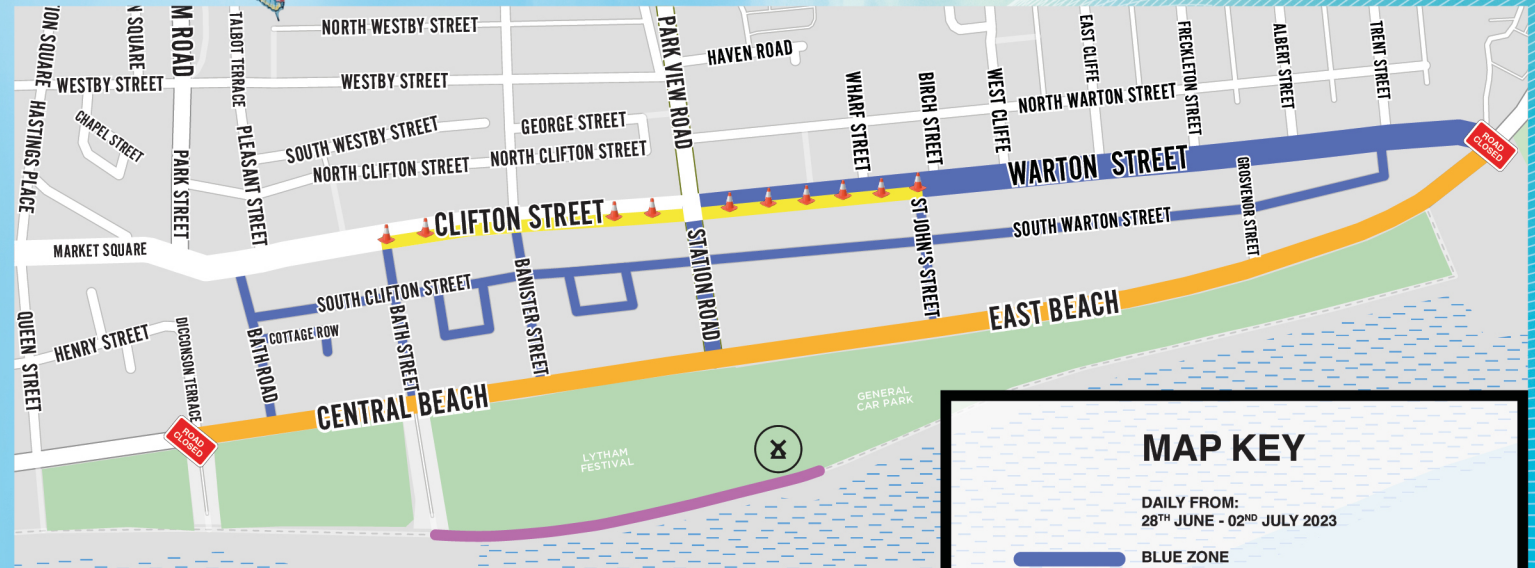 ON SQUARE
N SQUARE
M ROAD
TALBOT TERRACE
NORTH WESTBY STREET
PARK VIEW ROAD
HAVEN ROAD
EAST CLIFFE
FRECKLETON STREET
ALBERT STREET
TRENT STREET
WESTBY STREET
WESTBY STREET
HASTINGS PLACE
CHAPEL STREET
PLEASANT STREET
SOUTH WESTBY STREET
GEORGE STREET
WHARF STREET
BIRCH STREET
WEST CLIFFE
NORTH WARTON STREET
PARK STREET
NORTH CLIFTON STREET
NORTH CLIFTON STREET
WARTON STREET
ROAD
CLOSED
GROSVENOR STREET
MARKET SQUARE
CLIFTON STREET
STATION ROAD
ST JOHN'S STREET
SOUTH WARTON STREET
QUEEN STREET
HENRY STREET
DICCONSON TERRACE
BATH ROAD
SOUTH CLIFTON STREET
COTTAGE ROW
BATH STREET
BANISTER STREET
EAST BEACH
ROAD
CLOSED
CENTRAL BEACH
GENERAL
CAR PARK
LYTHAM
FESTIVAL
MAP KEY
DAILY FROM:
28TH JUNE - 02ND JULY 2023
BLUE ZONE